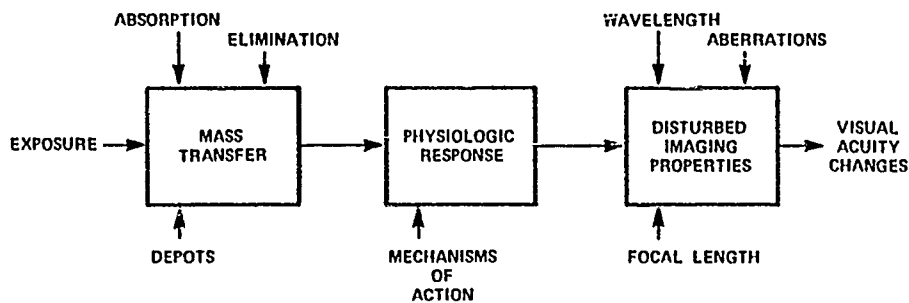 ABSORPTION
ELIMINATION
WAVELENGTH
ABERRATIONS
EXPOSURE
MASS
TRANSFER
PHYSIOLOGIC
RESPONSE
DISTURBED
IMAGING
PROPERTIES
VISUAL
ACUITY
CHANGES
DEPOTS
MECHANISMS
OF
ACTION
FOCAL LENGTH